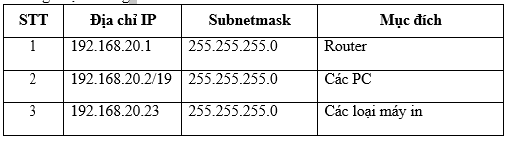 STT Địa chỉ IP Subnetmask Mục đích
1 192.168.20.1 255.255.255.0 Router
2 192.168.20.2/19 255.255.255.0 Các PC
3 192.168.20.23 255.255.255.0 Các loại máy in